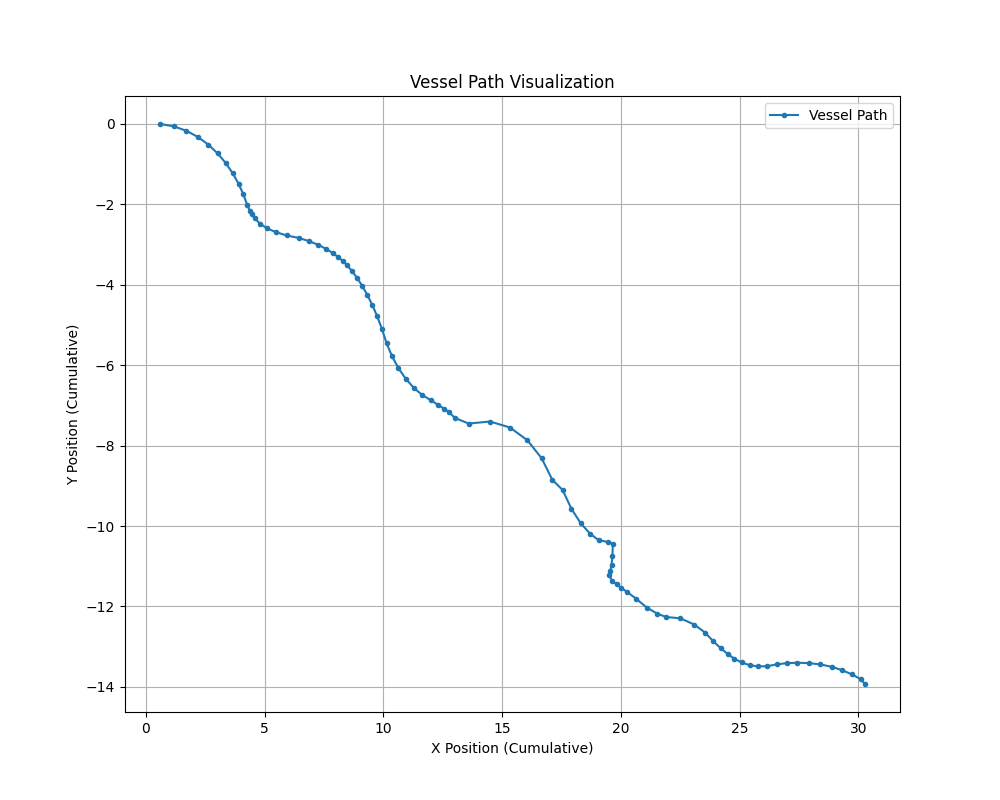 Vessel Path Visualization
Vessel Path
0
−2
−4
−6
−8
−10
−12
−14
Y Position (Cumulative)
0 5 10 15 20 25 30
X Position (Cumulative)